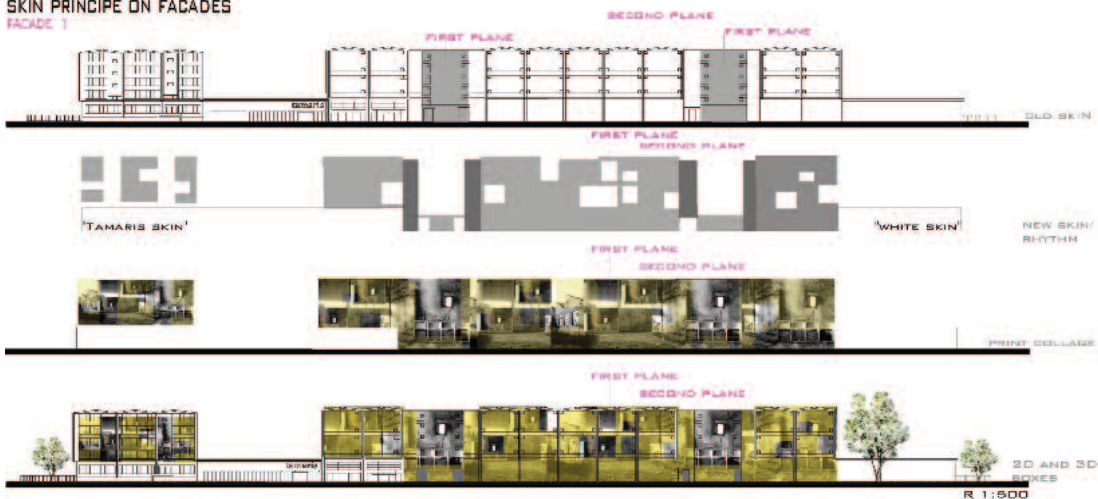 SKIN PRINCIPE ON FACADES
FACADE 1
SECOND PLANE
FIRST PLANE
FIRST PLANE
tamaris
OLD SKIN
FIRST PLANE
SECOND PLANE
"TAMARIS SKIN"
"WHITE SKIN"
NEW SKIN/
RHYTHM
FIRST PLANE
SECOND PLANE
PRINT COLLAGE
FIRST PLANE
SECOND PLANE
2D AND 3D
BOXES
R 1:500